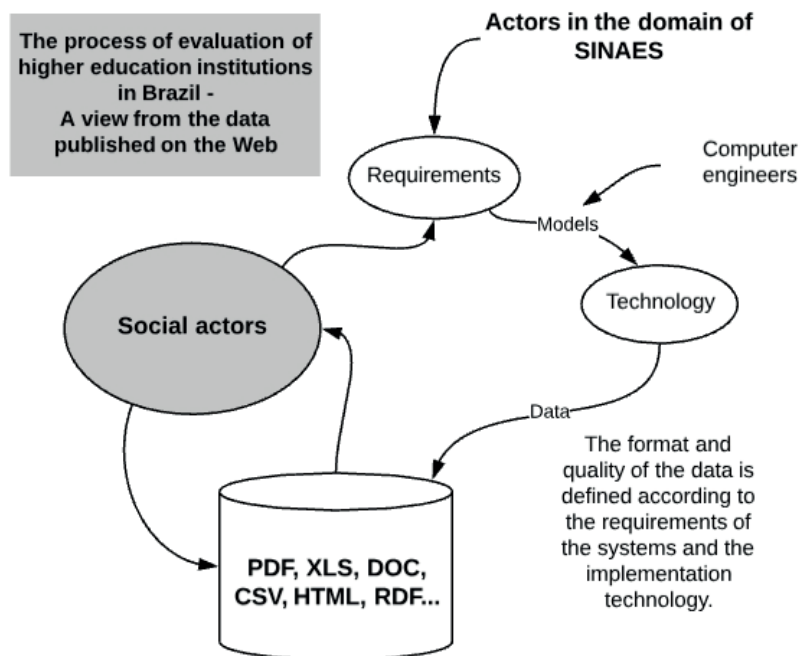 The process of evaluation of
higher education institutions
in Brazil -
A view from the data
published on the Web
Actors in the domain of
SINAES
Requirements
Computer
engineers
Models
Technology
Social actors
Data
The format and
quality of the data is
defined according to
the requirements of
the systems and the
implementation
technology.
PDF, XLS, DOC,
CSV, HTML, RDF...